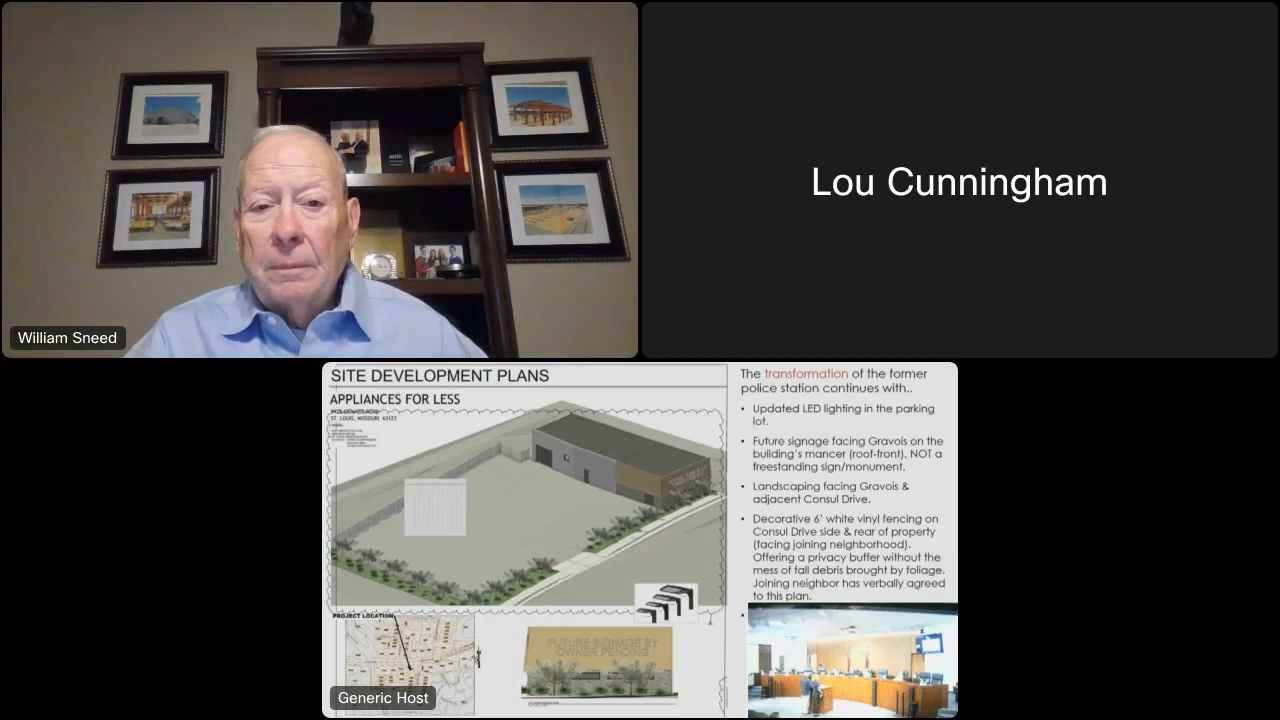 William Sneed
Lou Cunningham
SITE DEVELOPMENT PLANS
APPLIANCES FOR LESS
ST. LOUIS, MISSOURI 63123
PROJECT LOCATION
FUTURE SIGNAGE BY
OWNER PENDING
Generic Host
The transformation of the former
police station continues with..
• Updated LED lighting in the parking
lot.
• Future signage facing Gravois on the
building's mancer (roof-front), NOT a
freestanding sign/monument.
• Landscaping facing Gravois &
adjacent Consul Drive.
• Decorative 6' white vinyl fencing on
Consul Drive side & rear of property
(facing joining neighborhood).
Offering a privacy buffer without the
mess of fall debris brought by foliage.
Joining neighbor has verbally agreed
to this plan.